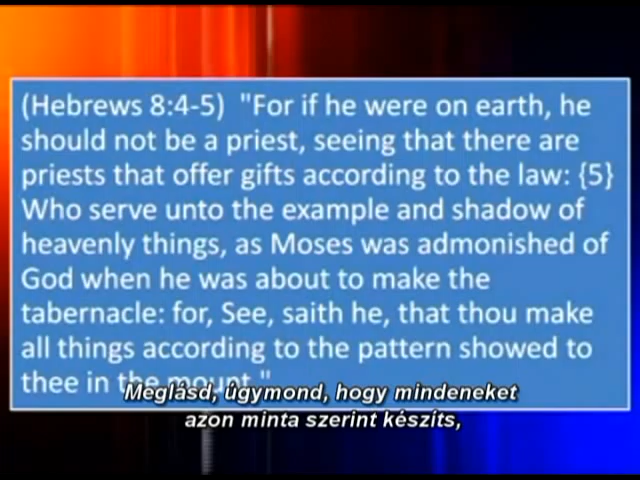 (Hebrews 8:4-5)  "For if he were on earth, he
should not be a priest, seeing that there are
priests that offer gifts according to the law: {5}
Who serve unto the example and shadow of
heavenly things, as Moses was admonished of
God when he was about to make the
tabernacle: for, See, saith he, that thou make
all things according to the pattern showed to
thee in the mount."
Meglásd, úgymond, hogy mindeneket
azon minta szerint készíts,